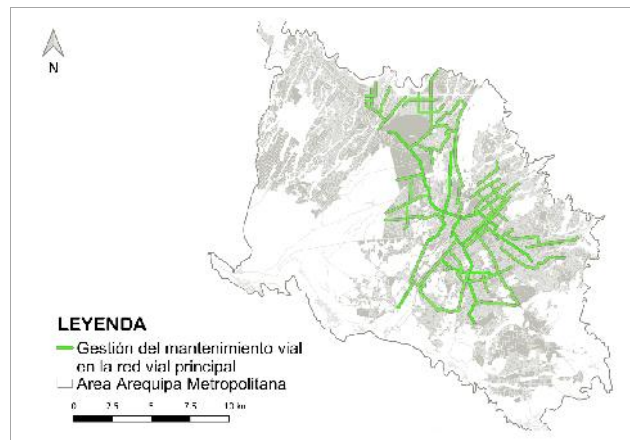 N
LEYENDA
Gestión del mantenimiento vial
en la red vial principal
Area Arequipa Metropolitana
0 2.5 5 7.5 10 km